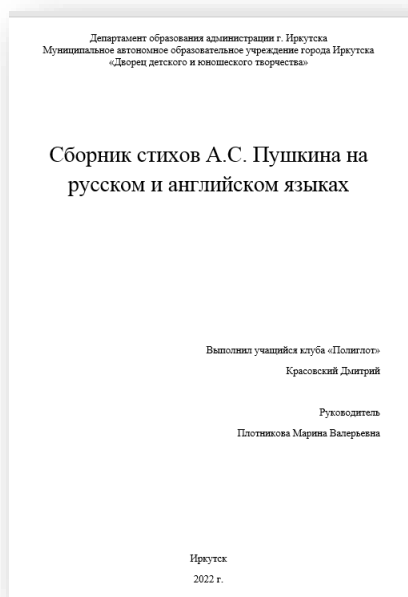 Департамент образования администрации г. Иркутска
Муниципальное автономное образовательное учреждение города Иркутска
«Дворец детского и юношеского творчества»
Сборник стихов А.С. Пушкина на
русском и английском языках
Выполнил учащийся клуба «Полиглот»
Красовский Дмитрий
Руководитель
Плотникова Марина Валерьевна
Иркутск
2022 г.